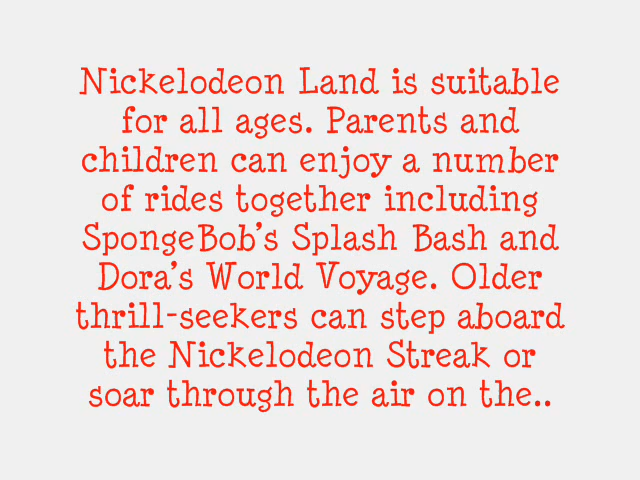 Nickelodeon Land is suitable
for all ages. Parents and
children can enjoy a number
of rides together including
SpongeBob's Splash Bash and
Dora's World Voyage. Older
thrill-seekers can step aboard
the Nickelodeon Streak or
soar through the air on the..